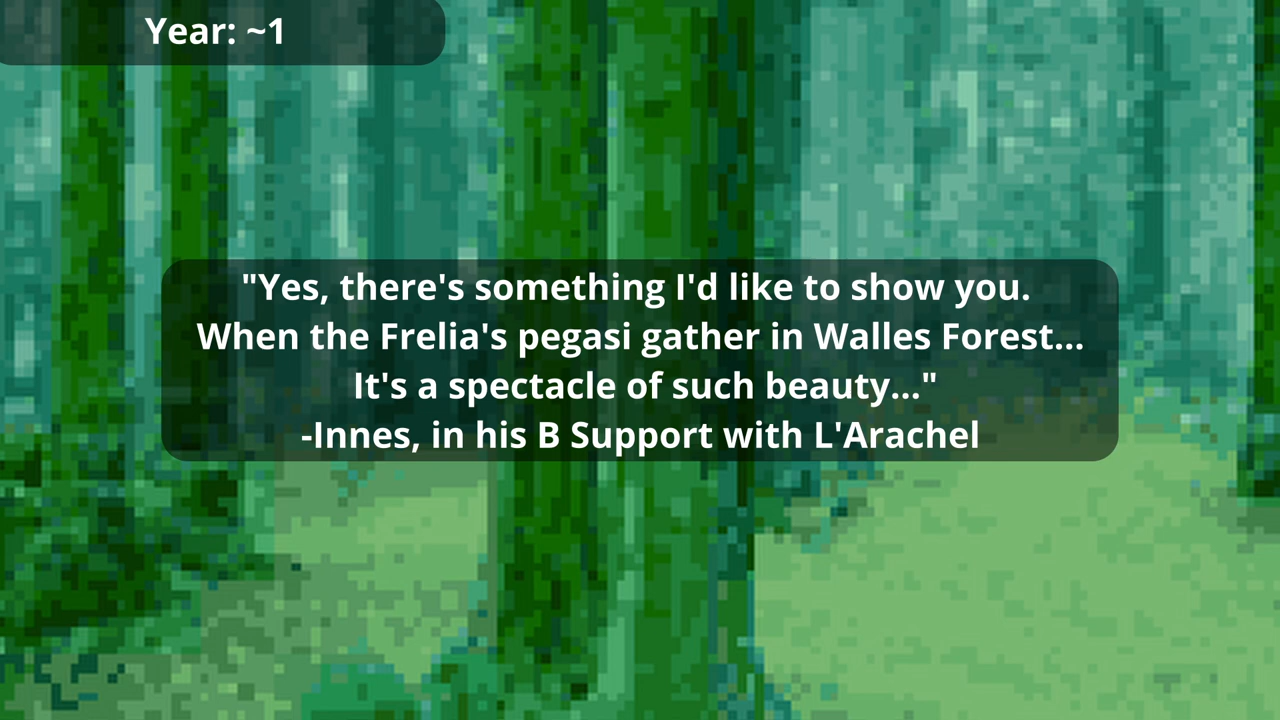 Year: ~1
"Yes, there's something I'd like to show you.
When the Frelia's pegasi gather in Walles Forest...
It's a spectacle of such beauty..."
-Innes, in his B Support with L'Arachel